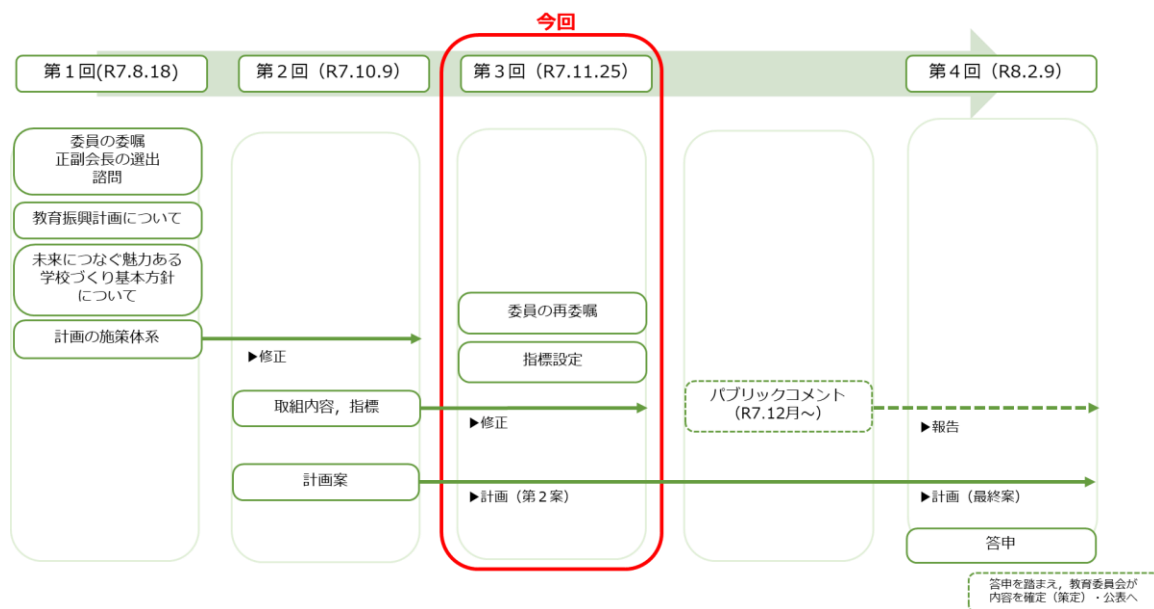 今回
第1回(R7.8.18)
第2回（R7.10.9）
第3回（R7.11.25）
第4回（R8.2.9）
委員の委嘱
正副会長の選出
諮問
教育振興計画について
未来につなぐ魅力ある
学校づくり基本方針
について
計画の施策体系
▶修正
取組内容，指標
計画案
委員の再委嘱
指標設定
▶修正
▶計画（第２案）
パブリックコメント
（R7.12月～）
▶報告
▶計画（最終案）
答申
答申を踏まえ，教育委員会が
内容を確定（策定）・公表へ